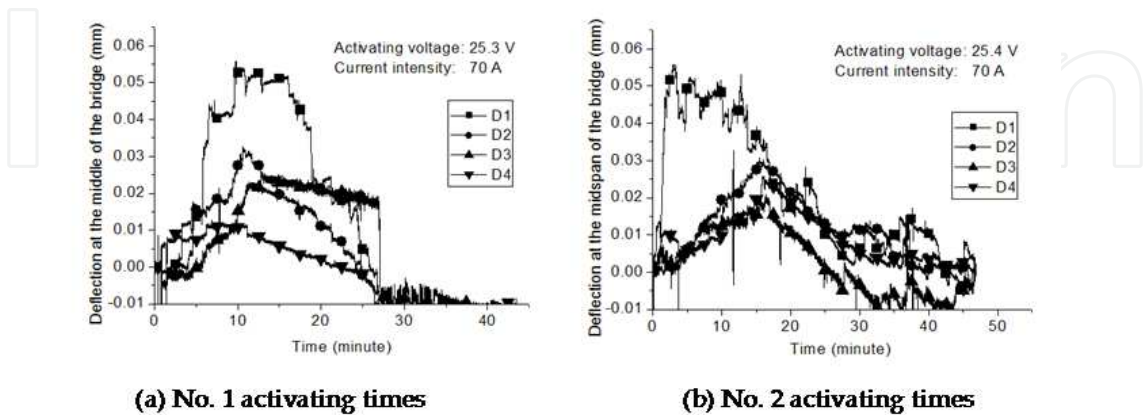 Deflection at the middle of the bridge (mm)
0.06
0.05
0.04
0.03
0.02
0.01
0.00
-0.01
Activating voltage: 25.3 V
Current intensity: 70 A
D1
D2
D3
D4
0 10 20 30 40
Time (minute)
(a) No. 1 activating times
Deflection at the midspan of the bridge (mm)
0.06
0.05
0.04
0.03
0.02
0.01
0.00
-0.01
Activating voltage: 25.4 V
Current intensity: 70 A
D1
D2
D3
D4
0 10 20 30 40 50
Time (minute)
(b) No. 2 activating times